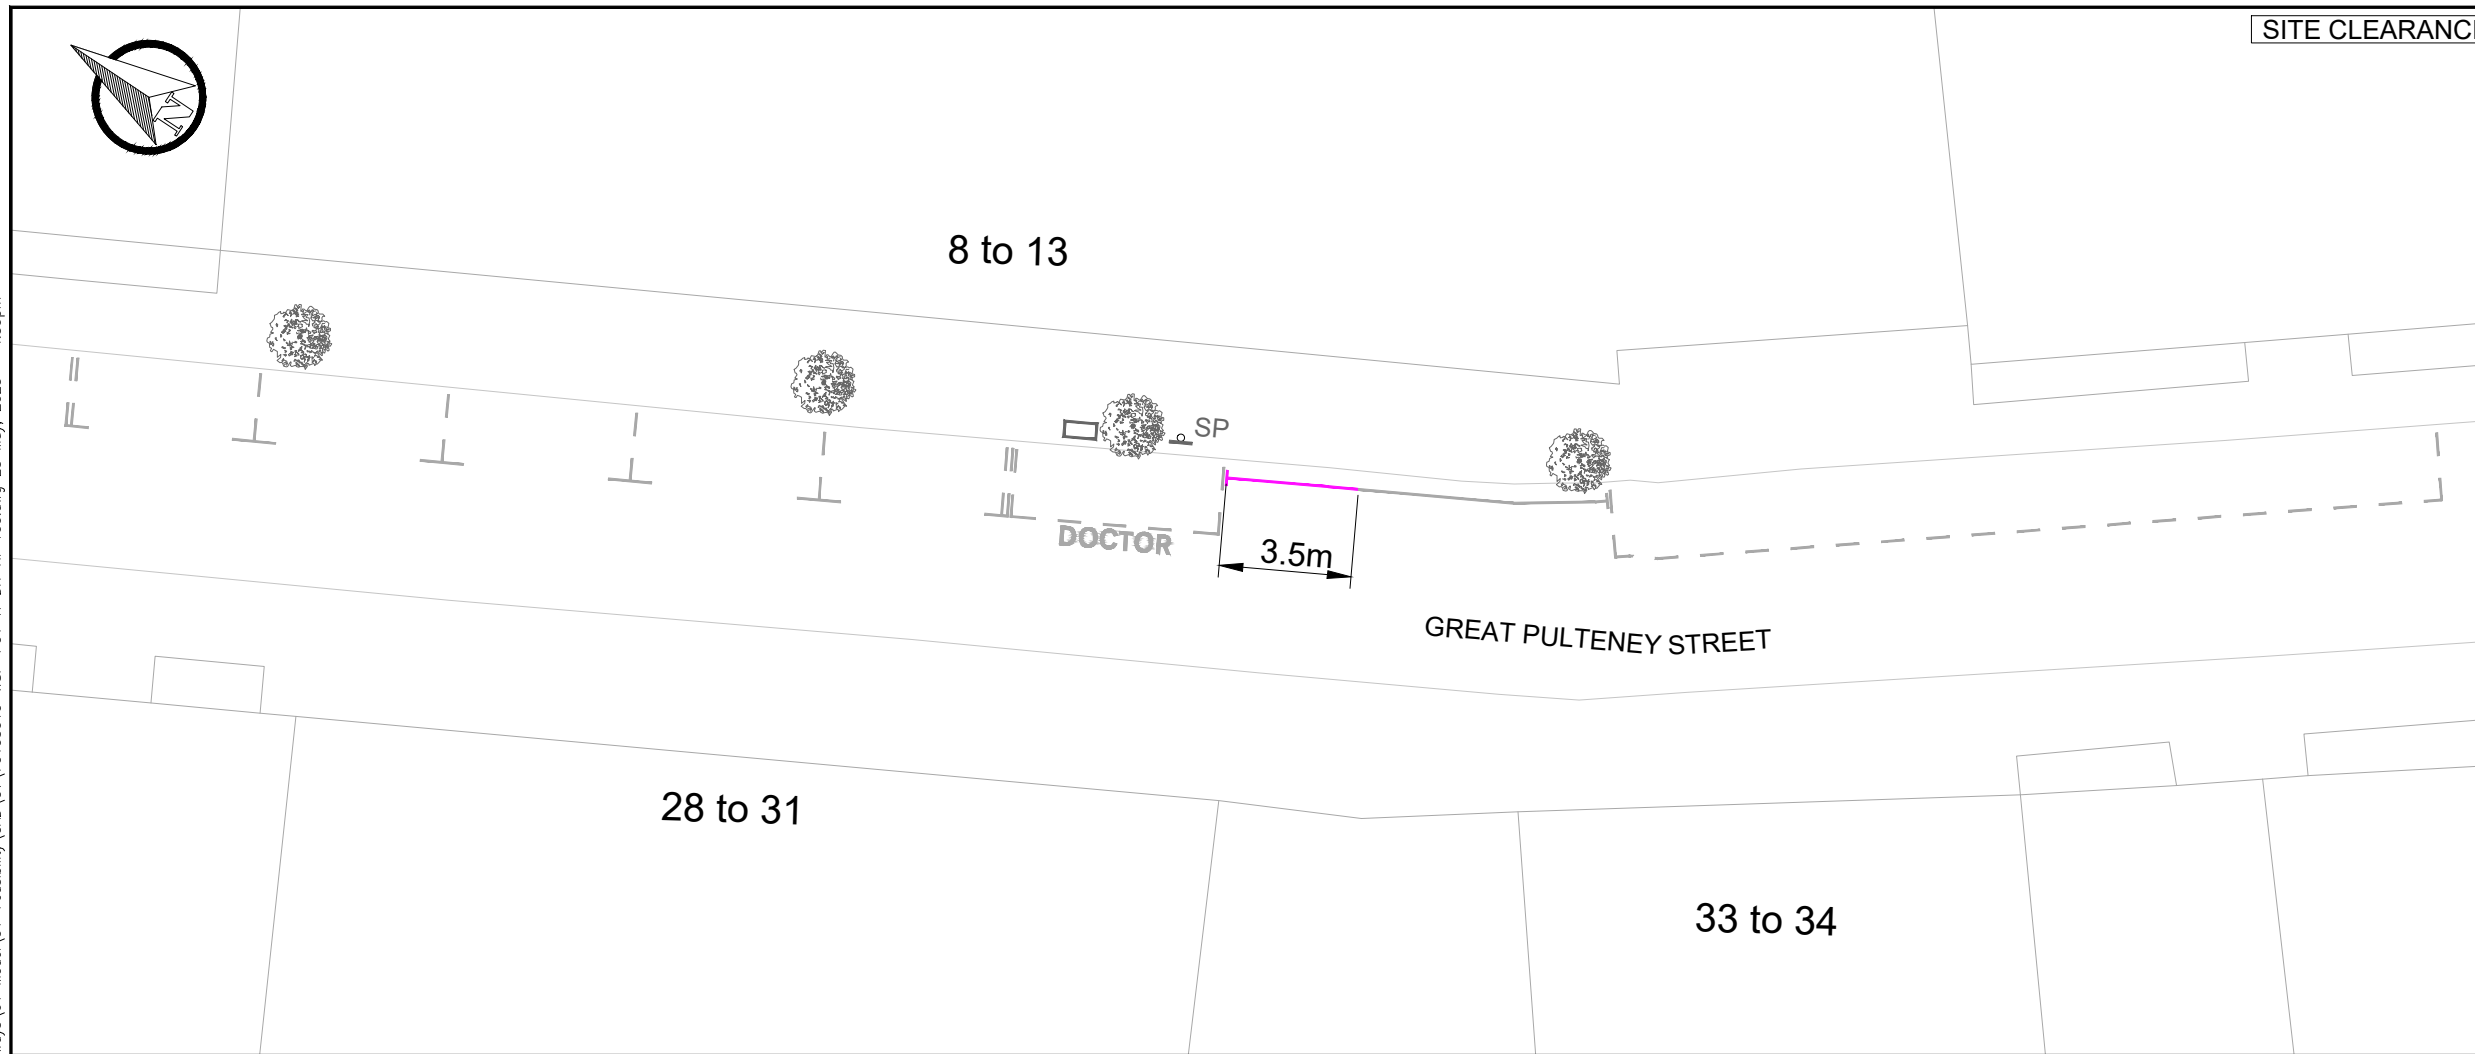 SITE CLEARANC
N
8 to 13
SP
DOCTOR
3.5m
GREAT PULTENEY STREET
28 to 31
33 to 34